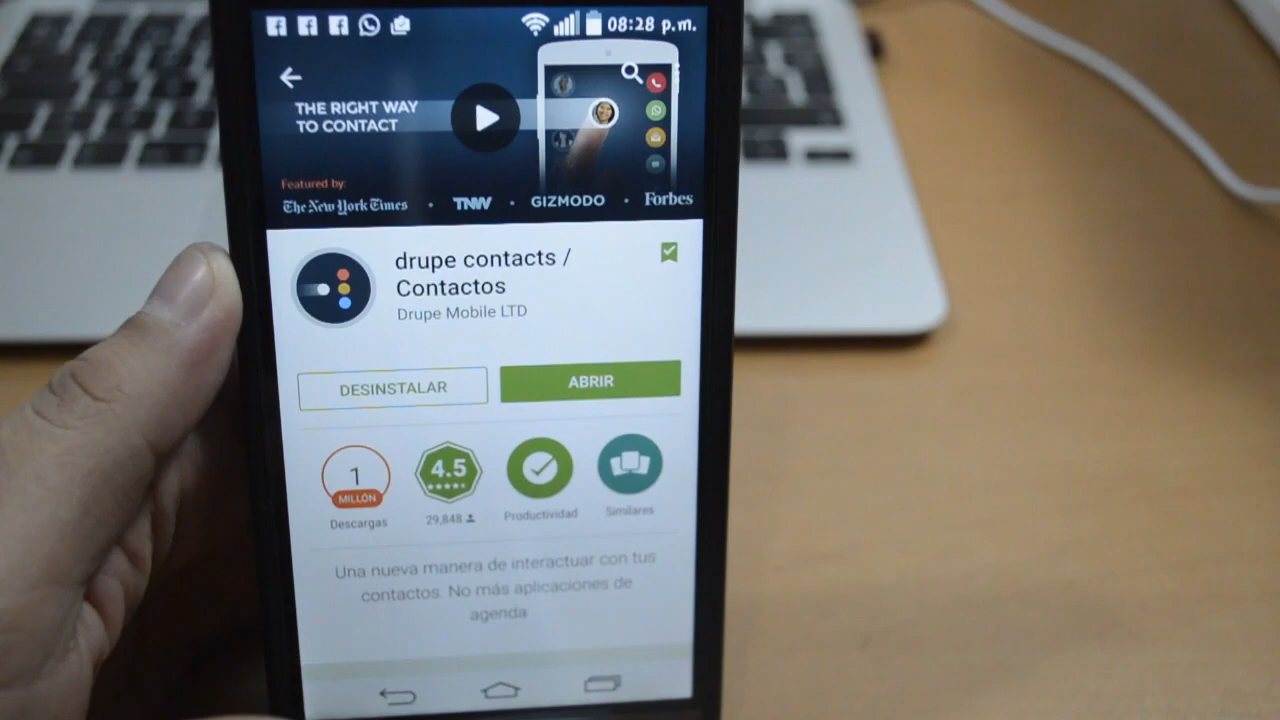 08:28 p.m.
THE RIGHT WAY
TO CONTACT
Featured by:
The New York Times • TNW • GIZMODO • Forbes
drupe contacts /
Contactos
Drupe Mobile LTD
DESINSTALAR
ABRIR
1
MILLÓN
Descargas
4.5
29,848
Productividad
Similares
Una nueva manera de interactuar con tus
contactos. No más aplicaciones de
agenda